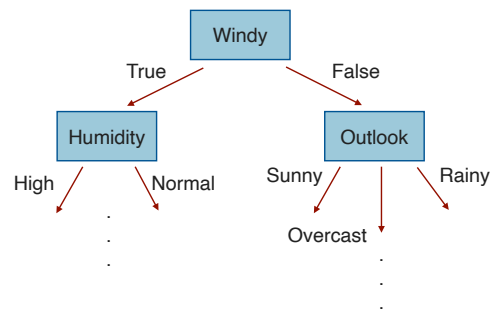 Windy
True False
Humidity Outlook
High Normal Sunny Rainy
Overcast